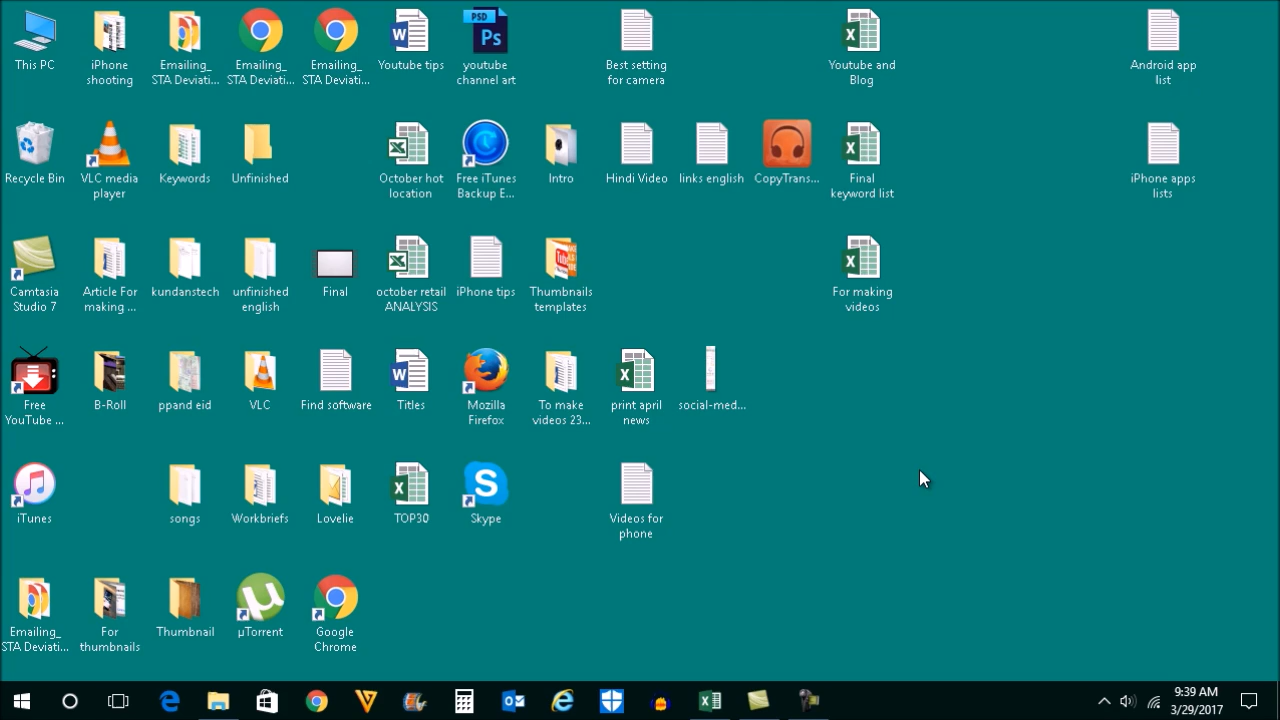 This PC
iPhone
shooting
Emailing_
STA Deviati...
Emailing_
STA Deviati...
Emailing_
STA Deviati...
Youtube tips
PSD
Ps
youtube
channel art
Best setting
for camera
Youtube and
Blog
Android app
list
Recycle Bin
VLC media
player
Keywords
Unfinished
October hot
location
Free iTunes
Backup E...
Intro
Hindi Video
links english
CopyTrans...
Final
keyword list
iPhone apps
lists
Camtasia
Studio 7
Article For
making ...
kundanstech
unfinished
english
Final
october retail
ANALYSIS
iPhone tips
Thumbnails
templates
For making
videos
Free
YouTube ...
B-Roll
ppand eid
VLC
Find software
Titles
Mozilla
Firefox
To make
videos 23...
print april
news
social-med...
iTunes
songs
Workbriefs
Lovelie
TOP30
Skype
Videos for
phone
Emailing_
STA Deviati...
For
thumbnails
Thumbnail
µTorrent
Google
Chrome
9:39 AM
3/29/2017